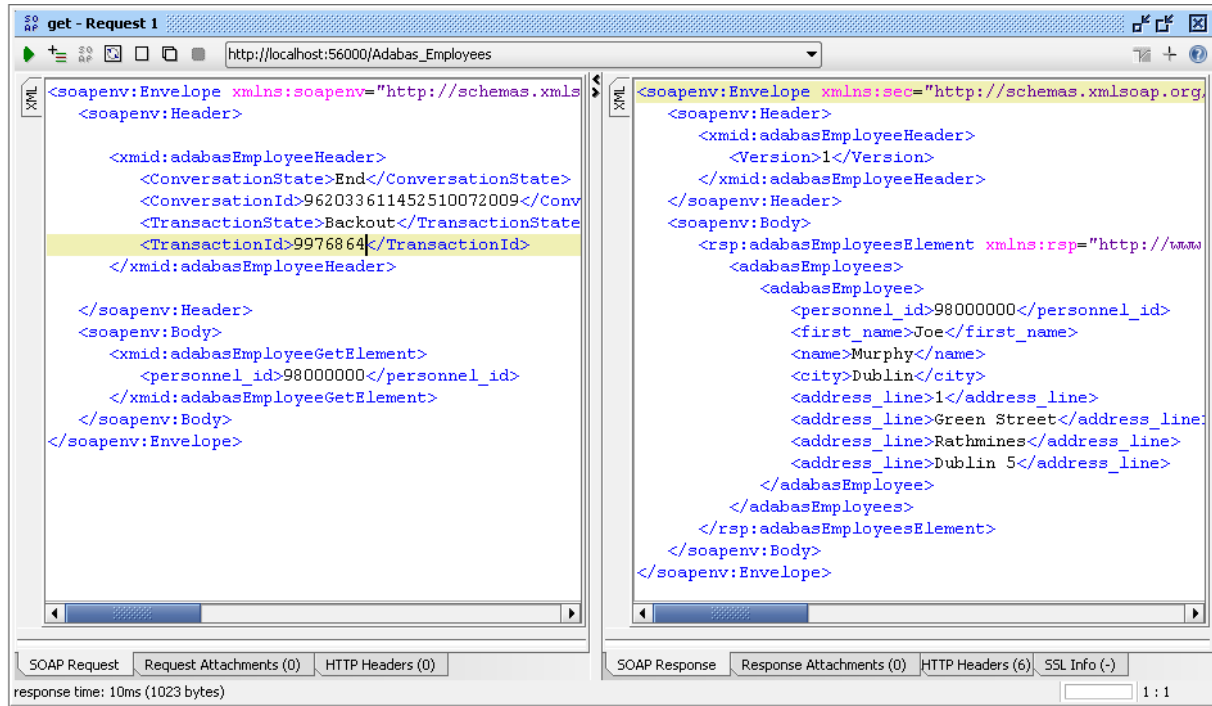 SO AP get - Request 1
SO AP http://localhost:56000/Adabas_Employees
XML
<soapenv:Envelope xmlns:soapenv="http://schemas.xmls
<soapenv:Header>
<xmid:adabasEmployeeHeader>
<ConversationState>End</ConversationState>
<ConversationId>962033611452510072009</Conv
<TransactionState>Backout</TransactionState
<TransactionId>9976864</TransactionId>
</xmid:adabasEmployeeHeader>
</soapenv:Header>
<soapenv:Body>
<xmid:adabasEmployeeGetElement>
<personnel_id>98000000</personnel_id>
</xmid:adabasEmployeeGetElement>
</soapenv:Body>
</soapenv:Envelope>
XML
<soapenv:Envelope xmlns:sec="http://schemas.xmlsoap.org/
<soapenv:Header>
<xmid:adabasEmployeeHeader>
<Version>1</Version>
</xmid:adabasEmployeeHeader>
</soapenv:Header>
<soapenv:Body>
<rsp:adabasEmployeesElement xmlns:rsp="http://www
<adabasEmployees>
<adabasEmployee>
<personnel_id>98000000</personnel_id>
<first_name>Joe</first_name>
<name>Murphy</name>
<city>Dublin</city>
<address_line>1</address_line>
<address_line>Green Street</address_line>
<address_line>Rathmines</address_line>
<address_line>Dublin 5</address_line>
</adabasEmployee>
</adabasEmployees>
</rsp:adabasEmployeesElement>
</soapenv:Body>
</soapenv:Envelope>
SOAP Request Request Attachments (0) HTTP Headers (0)
SOAP Response Response Attachments (0) HTTP Headers (6) SSL Info (-)
response time: 10ms (1023 bytes) 1 : 1